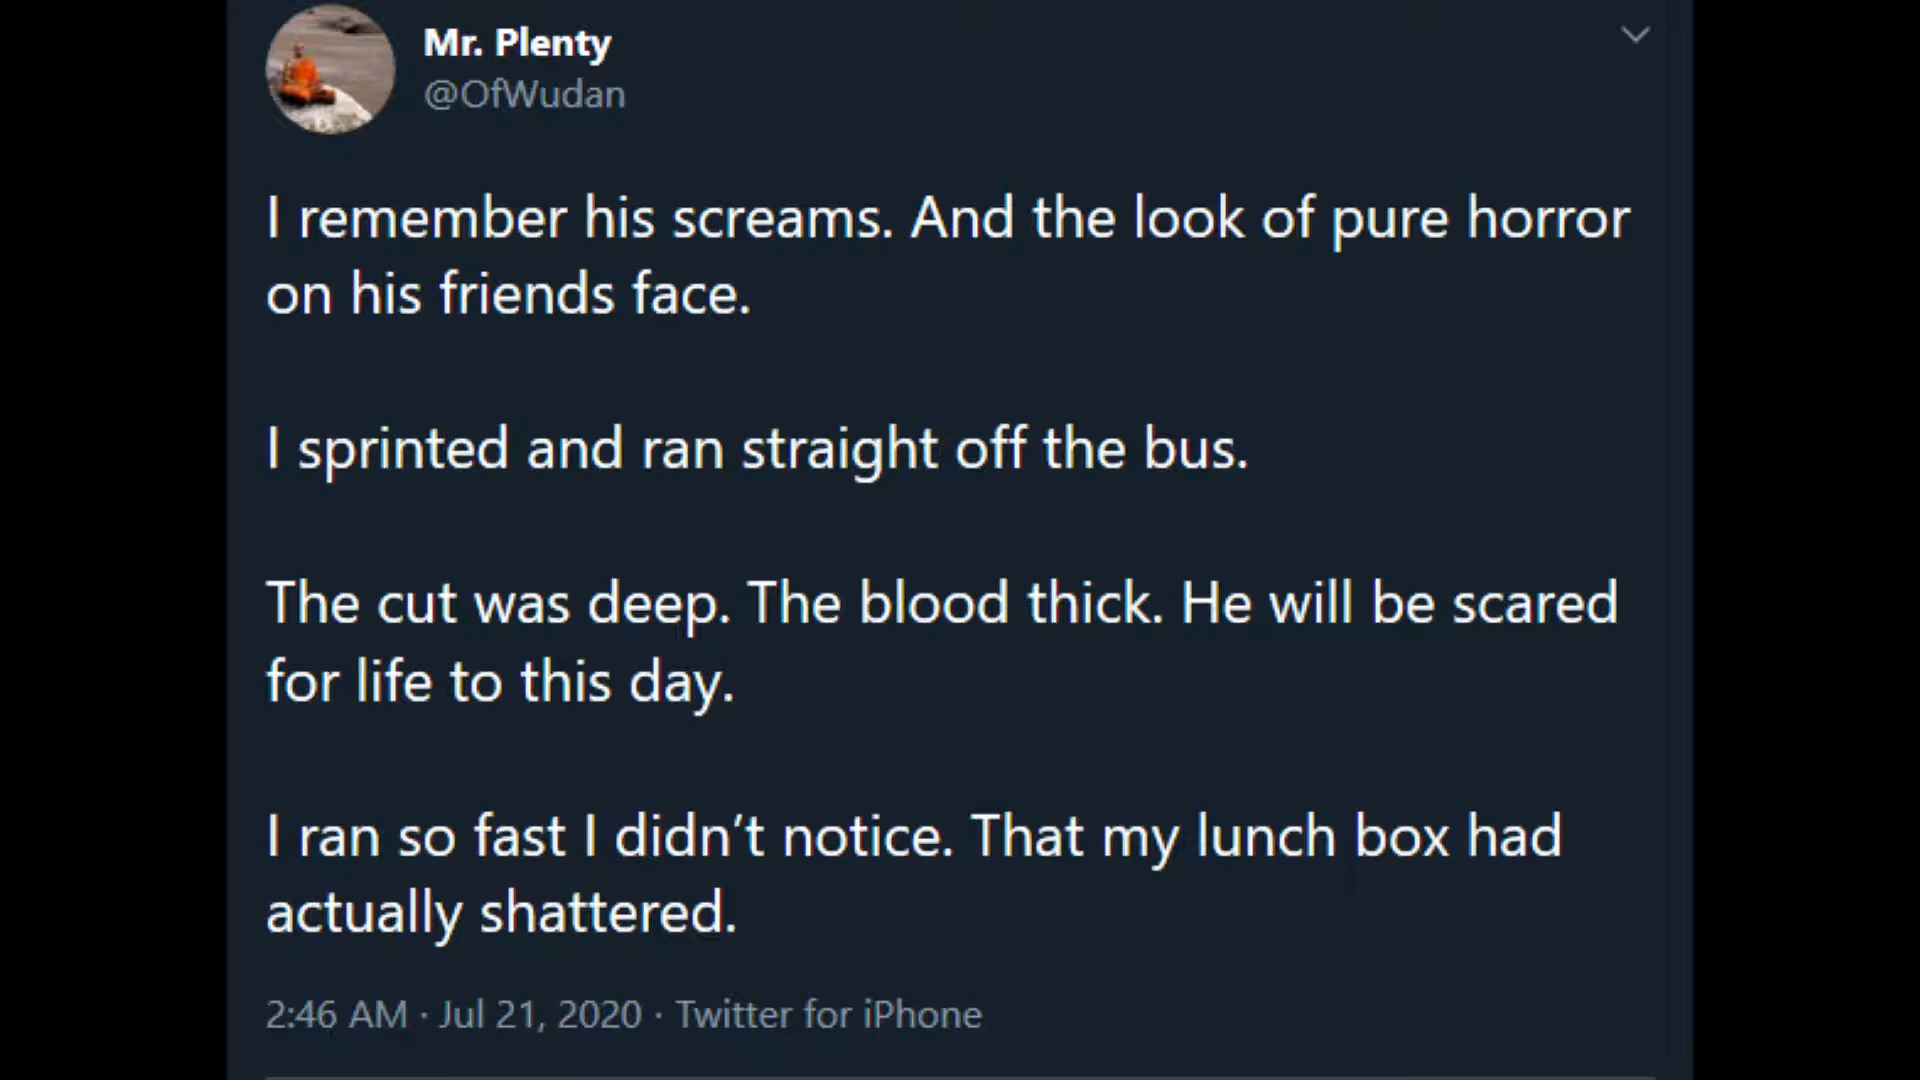 Mr. Plenty
@OfWudan
I remember his screams. And the look of pure horror
on his friends face.
I sprinted and ran straight off the bus.
The cut was deep. The blood thick. He will be scared
for life to this day.
I ran so fast I didn’t notice. That my lunch box had
actually shattered.
2:46 AM · Jul 21, 2020 · Twitter for iPhone